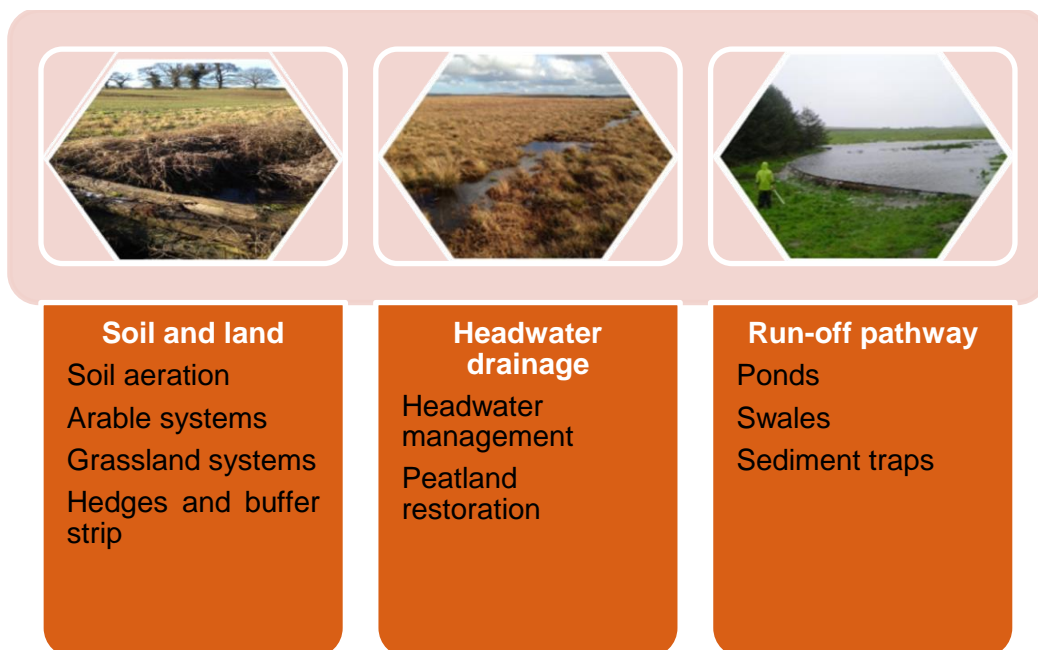 Soil and land
Soil aeration
Arable systems
Grassland systems
Hedges and buffer
strip
Headwater
drainage
Headwater
management
Peatland
restoration
Run-off pathway
Ponds
Swales
Sediment traps